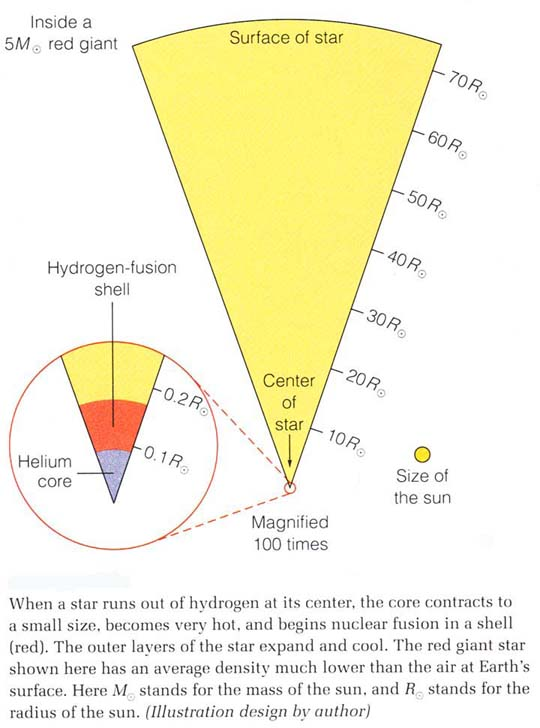 Inside a
5M☉ red giant
Surface of star
70R☉
60R☉
50R☉
40R☉
30R☉
20R☉
10R☉
Hydrogen-fusion
shell
0.2R☉
0.1R☉
Helium
core
Center
of
star
Size of
the sun
Magnified
100 times
When a star runs out of hydrogen at its center, the core contracts to
a small size, becomes very hot, and begins nuclear fusion in a shell
(red). The outer layers of the star expand and cool. The red giant star
shown here has an average density much lower than the air at Earth's
surface. Here M☉ stands for the mass of the sun, and R☉ stands for the
radius of the sun. (Illustration design by author)